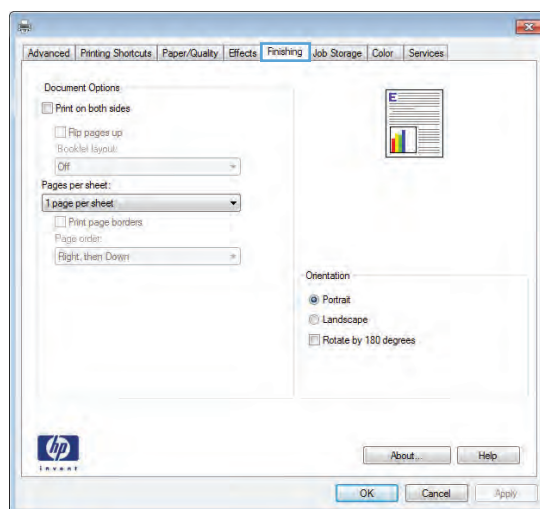 Advanced Printing Shortcuts Paper/Quality Effects Finishing Job Storage Color Services
Document Options
Print on both sides
Flip pages up
Booklet layout:
Off
Pages per sheet:
1 page per sheet
Print page borders
Page order:
Right, then Down
E
Orientation
Portrait
Landscape
Rotate by 180 degrees
hp
invent
About...
Help
OK
Cancel
Apply